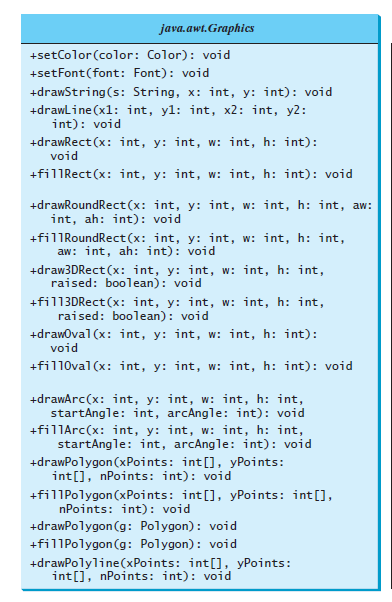 java.awt.Graphics
+setColor(color: Color): void
+setFont(font: Font): void
+drawString(s: String, x: int, y: int): void
+drawLine(x1: int, y1: int, x2: int, y2:
int): void
+drawRect(x: int, y: int, w: int, h: int):
void
+fillRect(x: int, y: int, w: int, h: int): void
+drawRoundRect(x: int, y: int, w: int, h: int, aw:
int, ah: int): void
+fillRoundRect(x: int, y: int, w: int, h: int,
aw: int, ah: int): void
+draw3DRect(x: int, y: int, w: int, h: int,
raised: boolean): void
+fill3DRect(x: int, y: int, w: int, h: int,
raised: boolean): void
+drawOval(x: int, y: int, w: int, h: int):
void
+fillOval(x: int, y: int, w: int, h: int): void
+drawArc(x: int, y: int, w: int, h: int,
startAngle: int, arcAngle: int): void
+fillArc(x: int, y: int, w: int, h: int,
startAngle: int, arcAngle: int): void
+drawPolygon(xPoints: int[], yPoints:
int[], nPoints: int): void
+fillPolygon(xPoints: int[], yPoints: int[],
nPoints: int): void
+drawPolygon(g: Polygon): void
+fillPolygon(g: Polygon): void
+drawPolyline(xPoints: int[], yPoints:
int[], nPoints: int): void